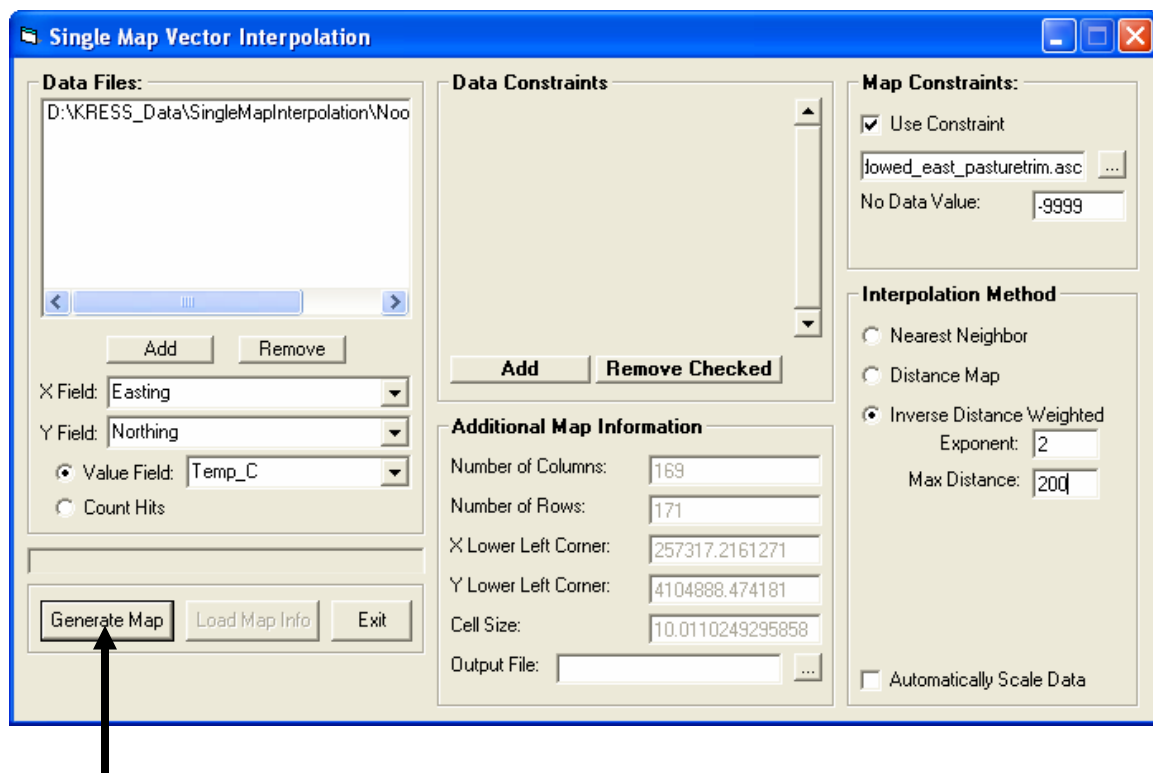 Single Map Vector Interpolation
Data Files:
D:\KRESS_Data\SingleMapInterpolation\Noo
Add Remove
X Field: Easting
Y Field: Northing
Value Field: Temp_C
Count Hits
Generate Map Load Map Info Exit
Data Constraints
Add Remove Checked
Additional Map Information
Number of Columns: 169
Number of Rows: 171
X Lower Left Corner: 257317.2161271
Y Lower Left Corner: 4104888.474181
Cell Size: 10.0110249295858
Output File: ...
Map Constraints:
Use Constraint
dowed_east_pasturetrim.asc ...
No Data Value: -9999
Interpolation Method
Nearest Neighbor
Distance Map
Inverse Distance Weighted
Exponent: 2
Max Distance: 200
Automatically Scale Data